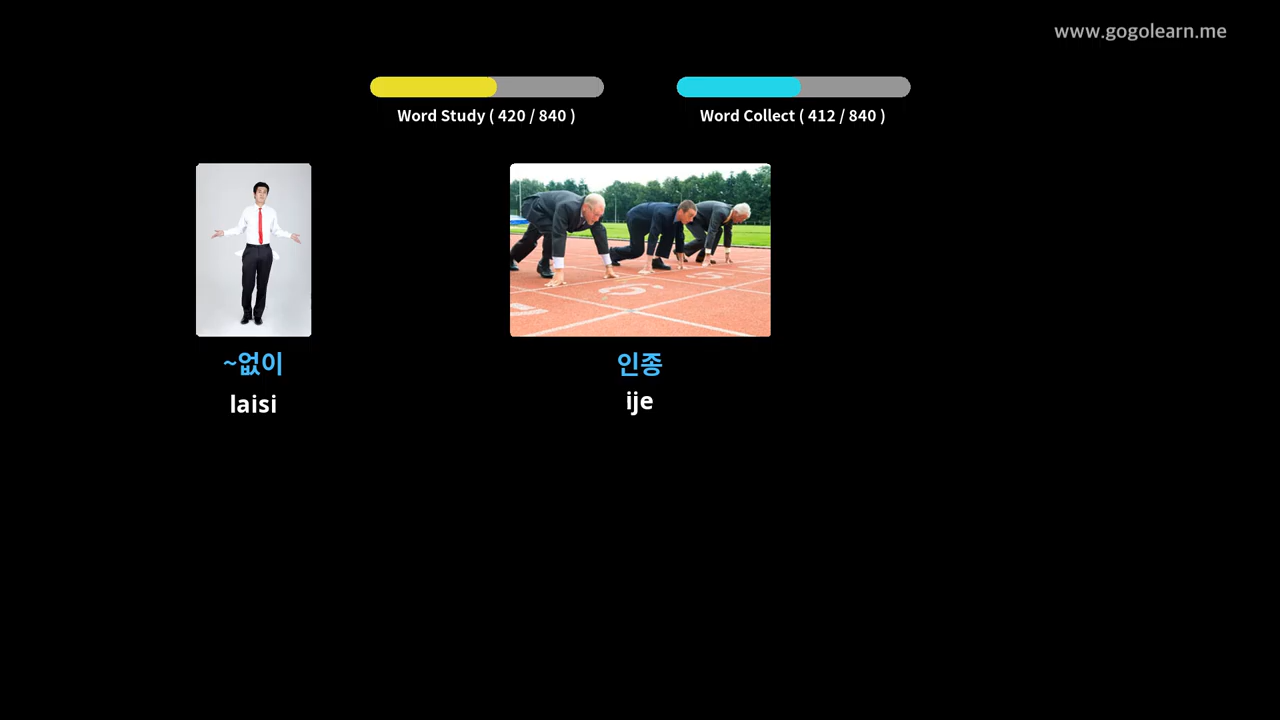 www.gogolearn.me
Word Study ( 420 / 840 )
Word Collect ( 412 / 840 )
~없이
laisi
인종
ije